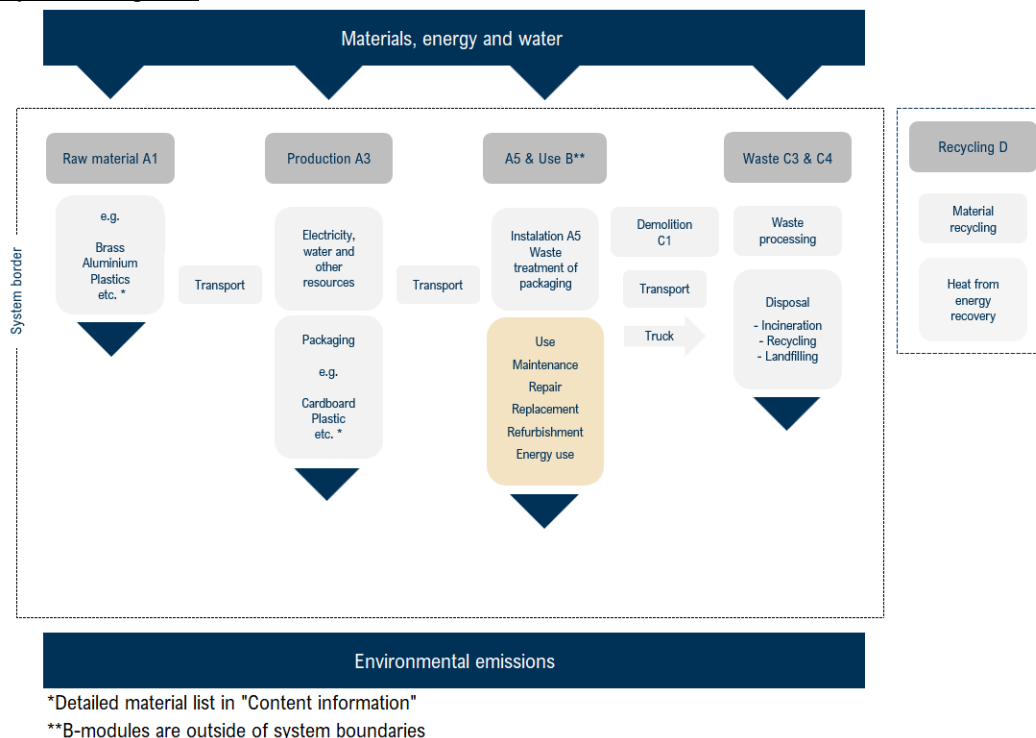 Materials, energy and water
System border
Raw material A1
e.g.
Brass
Aluminium
Plastics
etc. *
Transport
Production A3
Electricity,
water and
other
resources
Packaging
e.g.
Cardboard
Plastic
etc. *
Transport
A5 & Use B**
Instalation A5
Waste
treatment of
packaging
Use
Maintenance
Repair
Replacement
Refurbishment
Energy use
Demolition
C1
Transport
Truck
Waste C3 & C4
Waste
processing
Disposal
- Incineration
- Recycling
- Landfilling
Recycling D
Material
recycling
Heat from
energy
recovery
Environmental emissions
*Detailed material list in "Content information"
**B-modules are outside of system boundaries